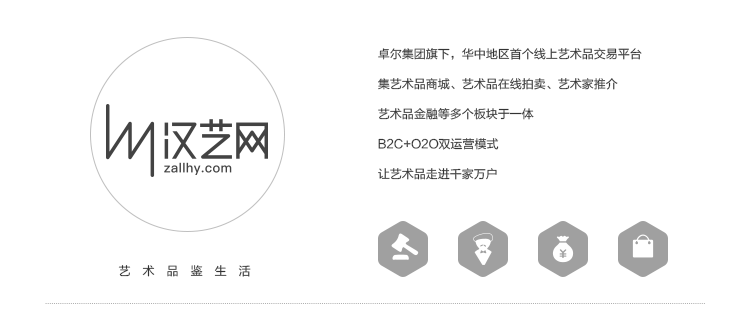 汉艺网
zallhy.com
艺术品鉴生活
卓尔集团旗下，华中地区首个线上艺术品交易平台
集艺术品商城、艺术品在线拍卖、艺术家推介
艺术品金融等多个板块于一体
B2C+O2O双运营模式
让艺术品走进千家万户
¥